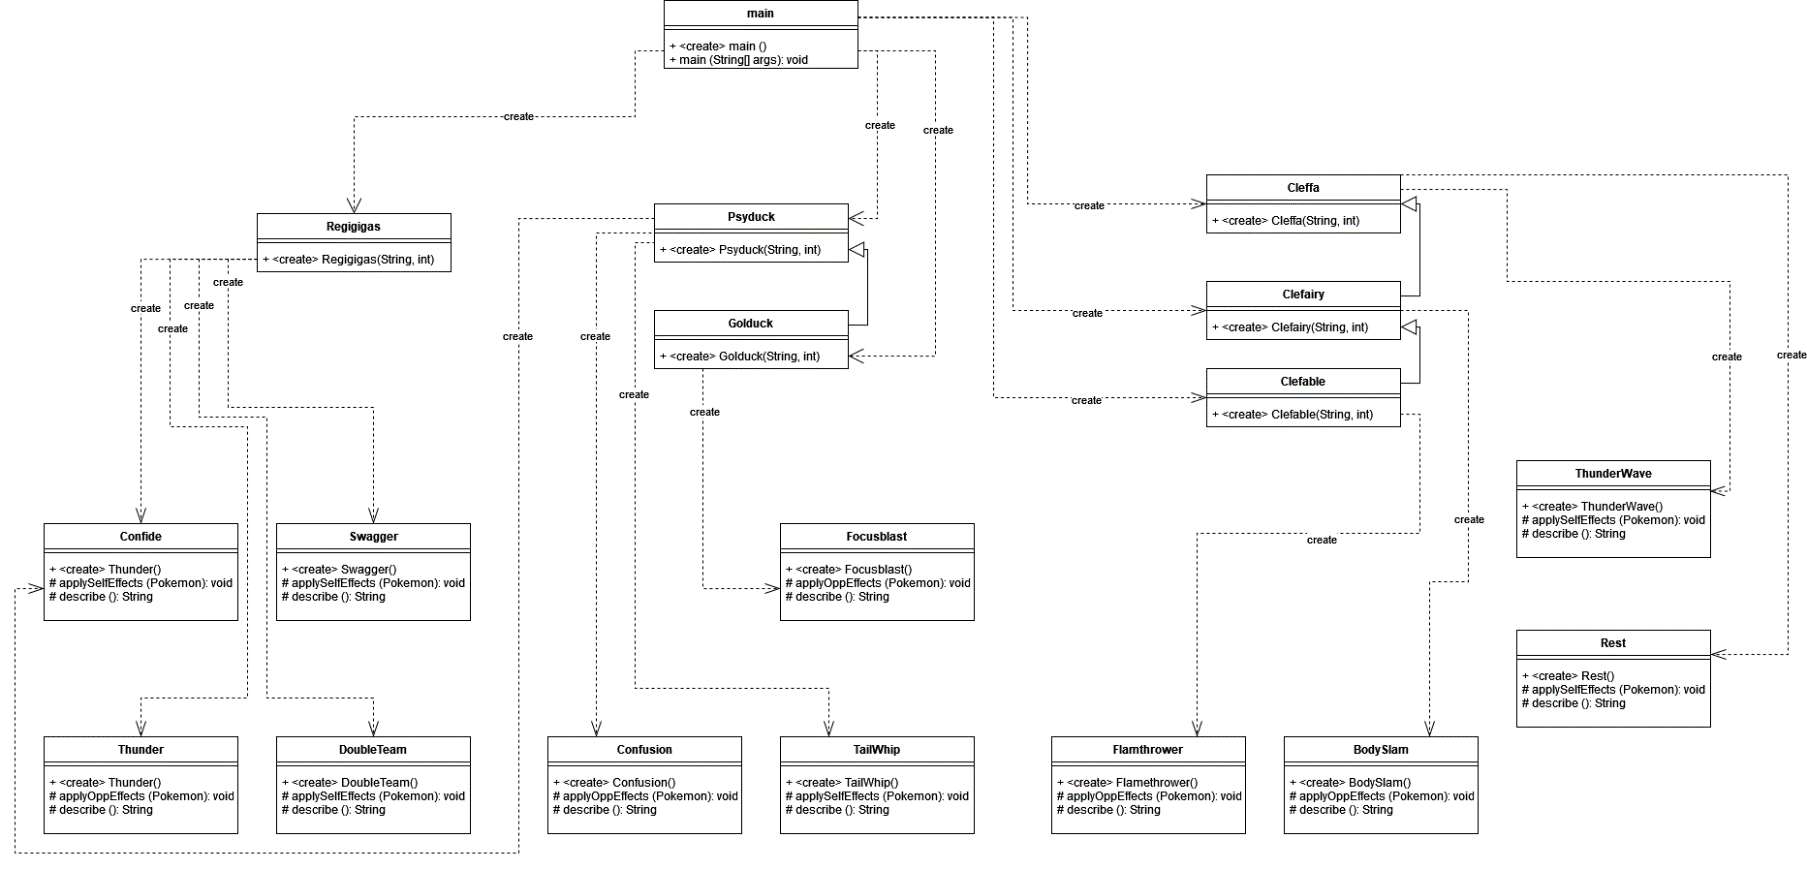 main
+ <create> main ()
+ main (String[] args): void
create
create
create
create
create
create
Cleffa
+ <create> Cleffa(String, int)
Regigigas
+ <create> Regigigas(String, int)
Psyduck
+ <create> Psyduck(String, int)
Golduck
+ <create> Golduck(String, int)
Clefairy
+ <create> Clefairy(String, int)
Clefable
+ <create> Clefable(String, int)
create
create
create
create
create
create
create
create
create
create
create
create
ThunderWave
+ <create> ThunderWave()
# applySelfEffects (Pokemon): void
# describe (): String
Confide
+ <create> Thunder()
# applySelfEffects (Pokemon): void
# describe (): String
Swagger
+ <create> Swagger()
# applySelfEffects (Pokemon): void
# describe (): String
Focusblast
+ <create> Focusblast()
# applyOppEffects (Pokemon): void
# describe (): String
Rest
+ <create> Rest()
# applySelfEffects (Pokemon): void
# describe (): String
Thunder
+ <create> Thunder()
# applyOppEffects (Pokemon): void
# describe (): String
DoubleTeam
+ <create> DoubleTeam()
# applySelfEffects (Pokemon): void
# describe (): String
Confusion
+ <create> Confusion()
# applyOppEffects (Pokemon): void
# describe (): String
TailWhip
+ <create> TailWhip()
# applySelfEffects (Pokemon): void
# describe (): String
Flamthrower
+ <create> Flamethrower()
# applyOppEffects (Pokemon): void
# describe (): String
BodySlam
+ <create> BodySlam()
# applyOppEffects (Pokemon): void
# describe (): String